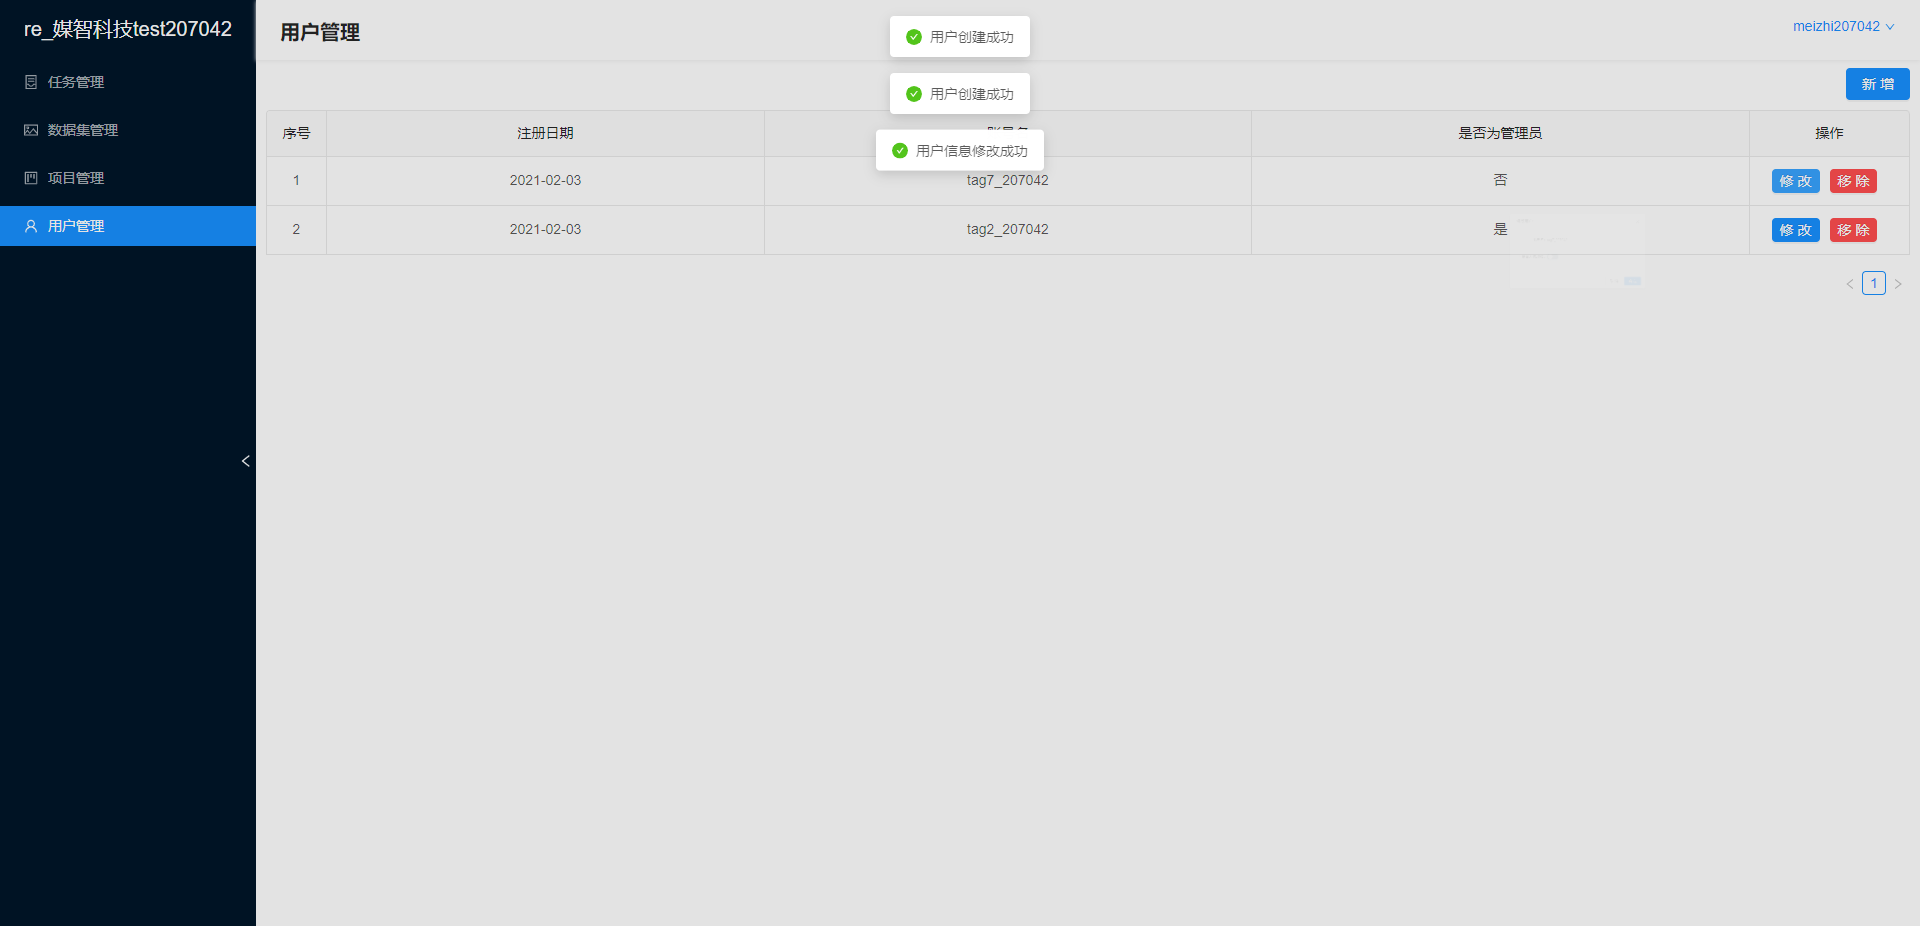 re_媒智科技test207042
任务管理
数据集管理
项目管理
用户管理
用户管理
meizhi207042
用户创建成功
用户创建成功
用户信息修改成功
新 增
序号 注册日期 是否为管理员 操作
1 2021-02-03 tag7_207042 否 修 改 移 除
2 2021-02-03 tag2_207042 是 修 改 移 除
1